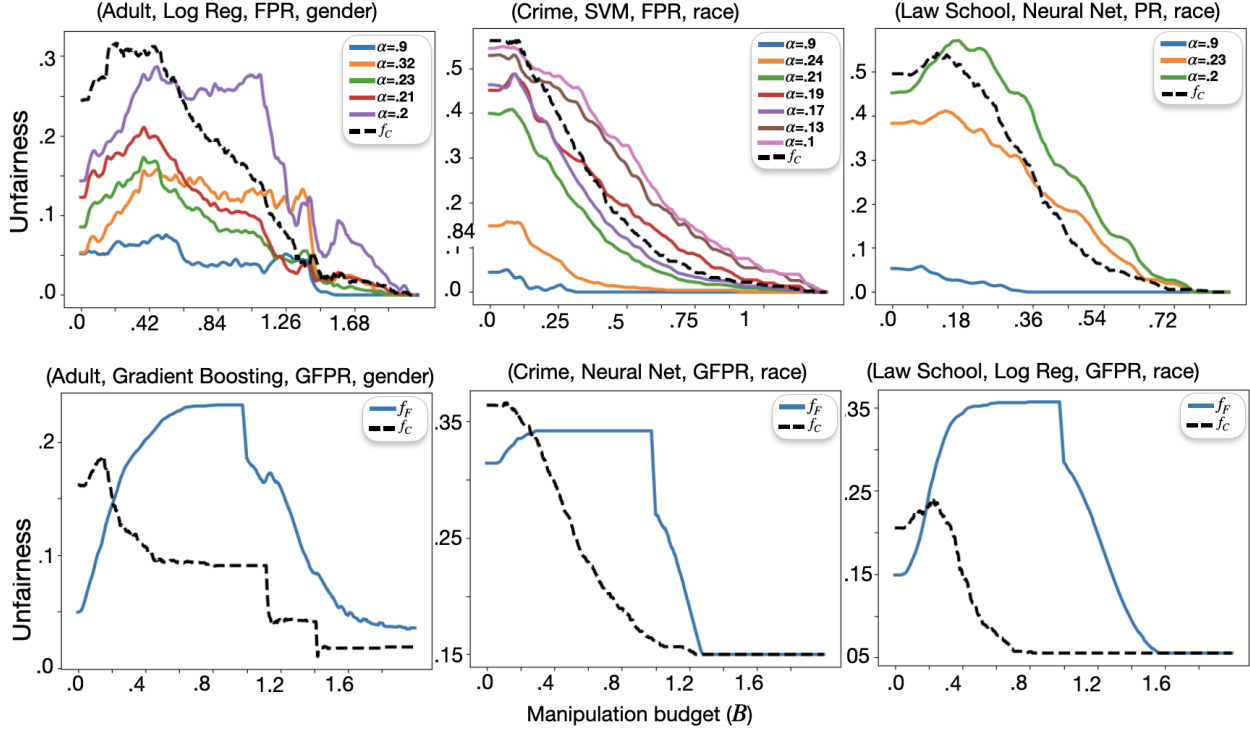 (Adult, Log Reg, FPR, gender)
(Crime, SVM, FPR, race)
(Law School, Neural Net, PR, race)
Unfairness
.3
.2
.1
.0
α=.9
α=.32
α=.23
α=.21
α=.2
f_C
.0 .42 .84 1.26 1.68
.5
.4
.3
.2
.84
.1
.0
α=.9
α=.24
α=.21
α=.19
α=.17
α=.13
α=.1
f_C
.0 .25 .5 .75 1
.5
.4
.3
.2
.1
.0
α=.9
α=.23
α=.2
f_C
.0 .18 .36 .54 .72
(Adult, Gradient Boosting, GFPR, gender)
(Crime, Neural Net, GFPR, race)
(Law School, Log Reg, GFPR, race)
Unfairness
.2
.1
.0
f_F
f_C
.0 .4 .8 1.2 1.6
.35
.25
.15
f_F
f_C
.0 .4 .8 1.2 1.6
.35
.25
.15
05
f_F
f_C
.0 .4 .8 1.2 1.6
Manipulation budget (B)